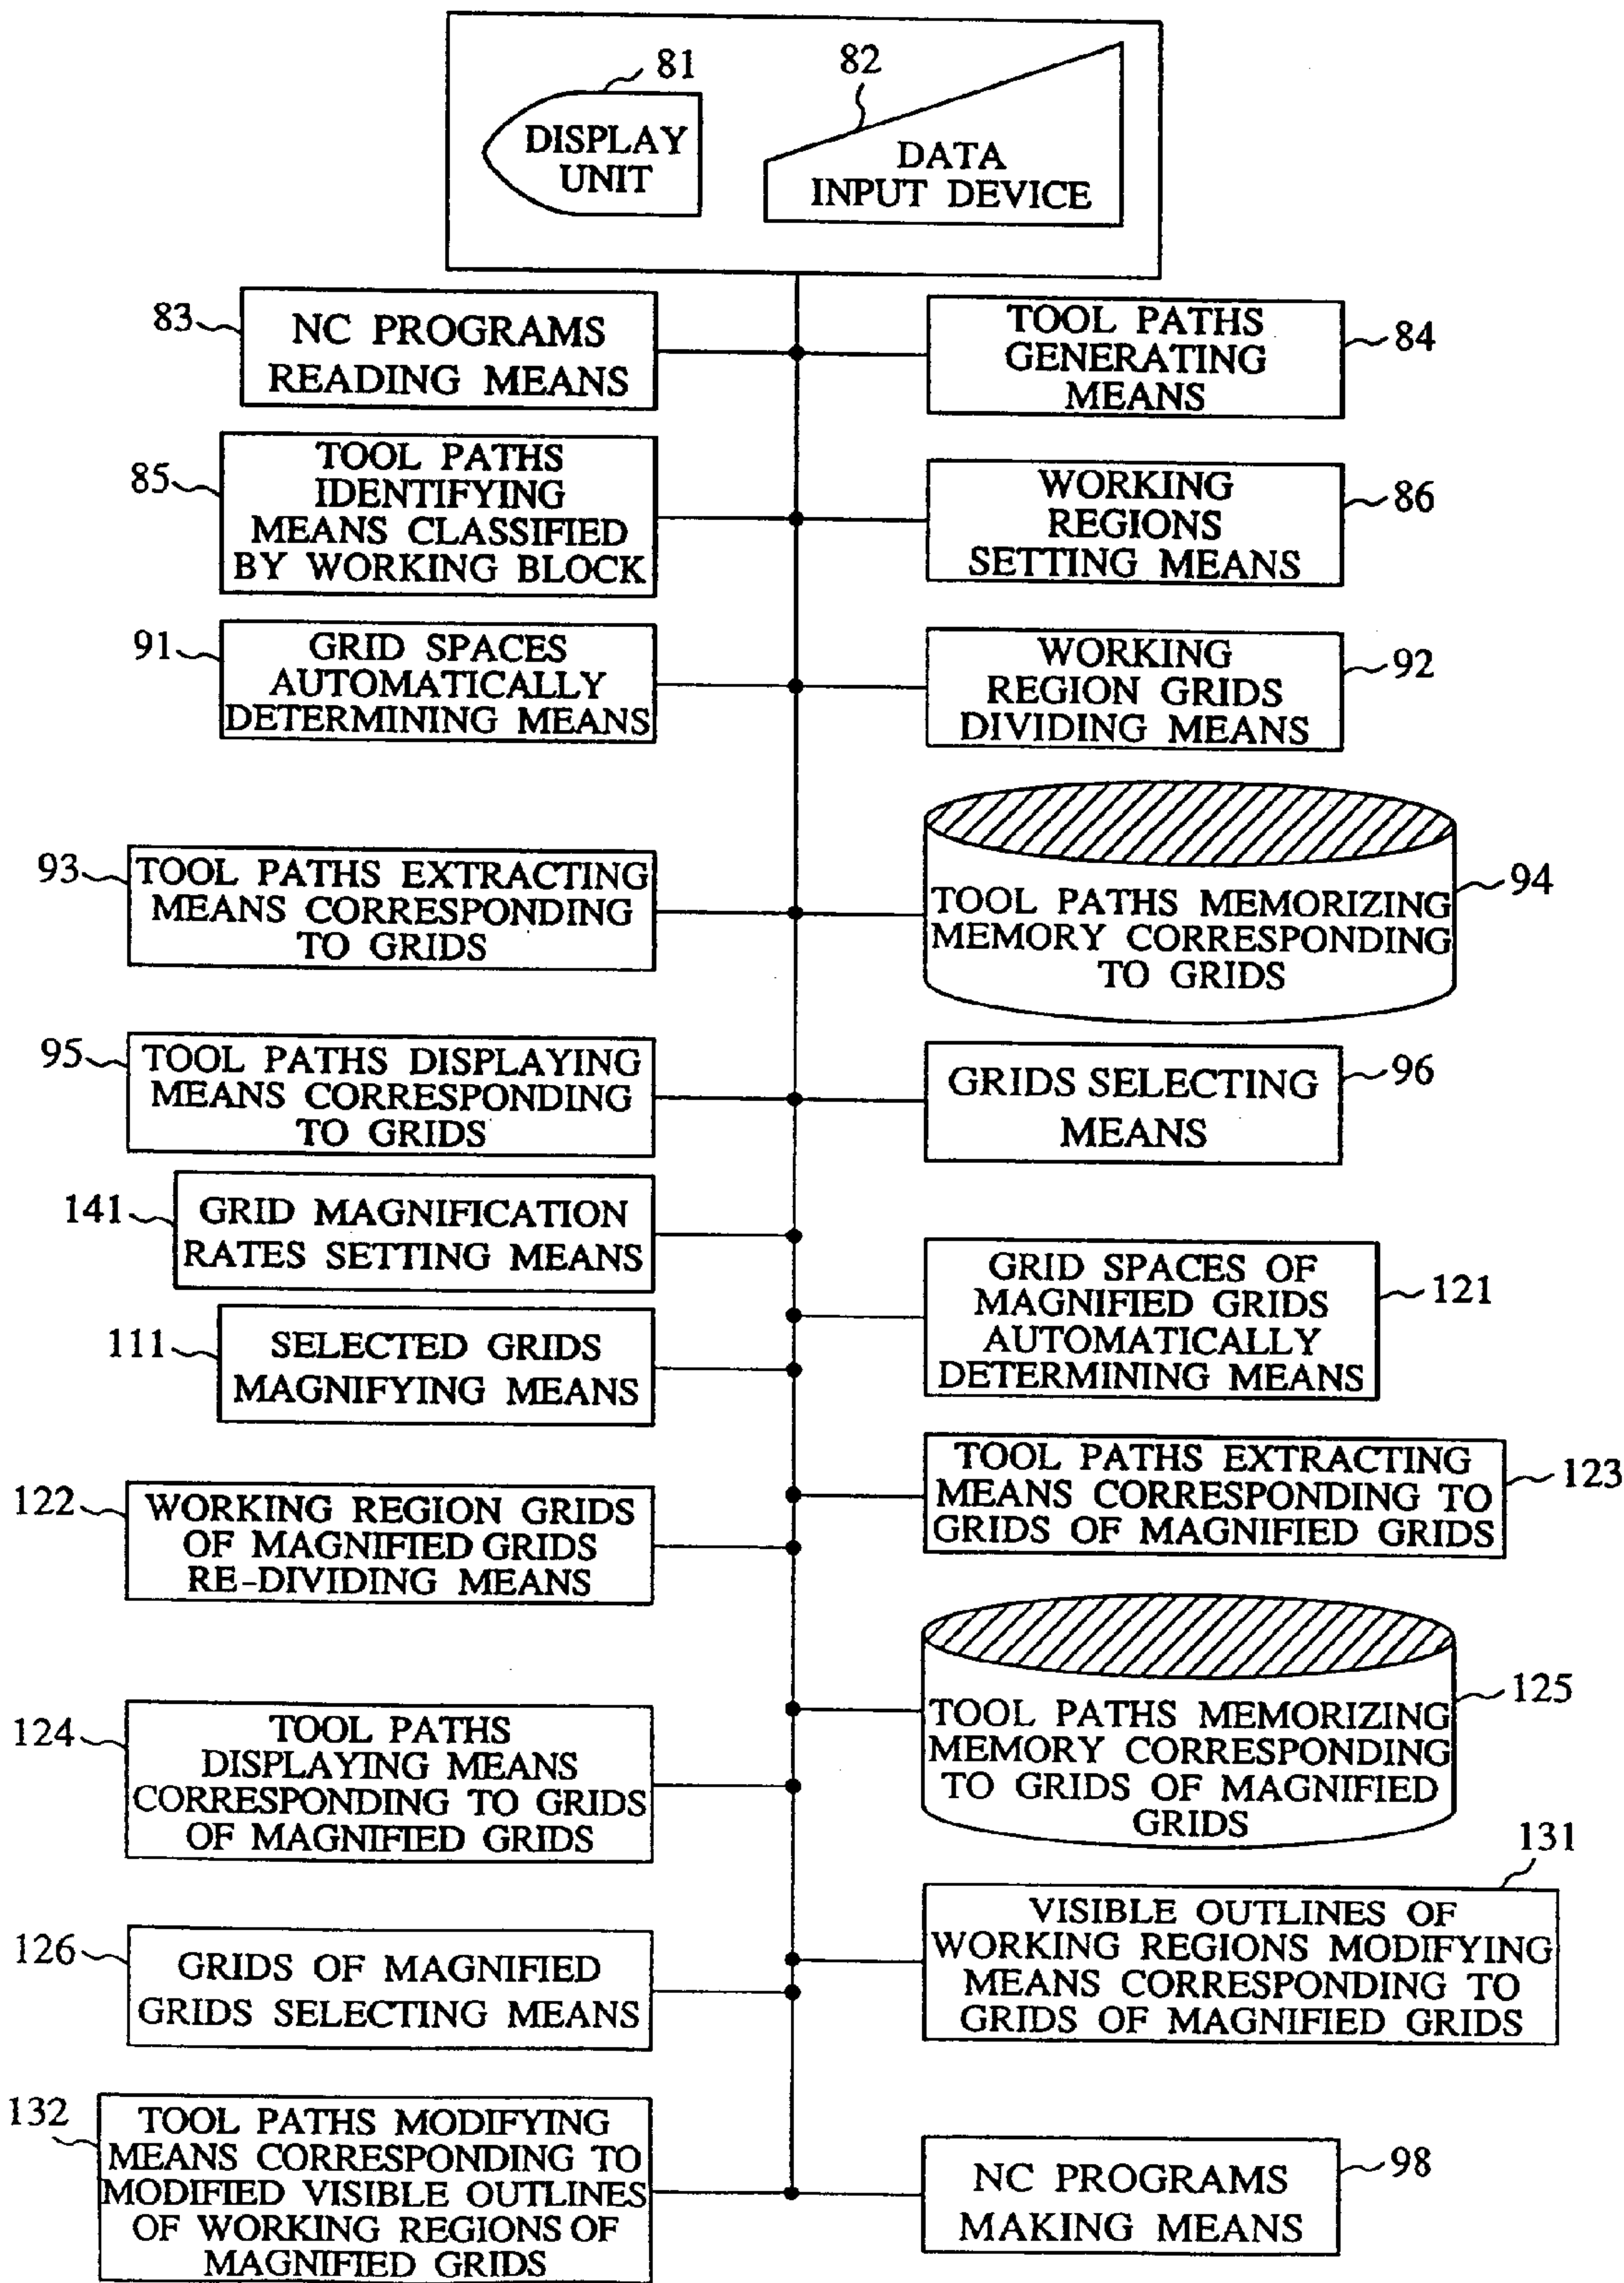 81
82
DISPLAY
UNIT
DATA
INPUT DEVICE
83
NC PROGRAMS
READING MEANS
TOOL PATHS
GENERATING
MEANS
84
85
TOOL PATHS
IDENTIFYING
MEANS CLASSIFIED
BY WORKING BLOCK
WORKING
REGIONS
SETTING MEANS
86
91
GRID SPACES
AUTOMATICALLY
DETERMINING MEANS
WORKING
REGION GRIDS
DIVIDING MEANS
92
93
TOOL PATHS EXTRACTING
MEANS CORRESPONDING
TO GRIDS
TOOL PATHS MEMORIZING
MEMORY CORRESPONDING
TO GRIDS
94
95
TOOL PATHS DISPLAYING
MEANS CORRESPONDING
TO GRIDS
GRIDS SELECTING
MEANS
96
141
GRID MAGNIFICATION
RATES SETTING MEANS
GRID SPACES OF
MAGNIFIED GRIDS
AUTOMATICALLY
DETERMINING MEANS
121
111
SELECTED GRIDS
MAGNIFYING MEANS
TOOL PATHS EXTRACTING
MEANS CORRESPONDING TO
GRIDS OF MAGNIFIED GRIDS
123
122
WORKING REGION GRIDS
OF MAGNIFIED GRIDS
RE-DIVIDING MEANS
TOOL PATHS MEMORIZING
MEMORY CORRESPONDING
TO GRIDS OF MAGNIFIED
GRIDS
125
124
TOOL PATHS
DISPLAYING MEANS
CORRESPONDING TO GRIDS
OF MAGNIFIED GRIDS
131
VISIBLE OUTLINES OF
WORKING REGIONS MODIFYING
MEANS CORRESPONDING TO
GRIDS OF MAGNIFIED GRIDS
126
GRIDS OF MAGNIFIED
GRIDS SELECTING MEANS
132
TOOL PATHS MODIFYING
MEANS CORRESPONDING TO
MODIFIED VISIBLE OUTLINES
OF WORKING REGIONS OF
MAGNIFIED GRIDS
NC PROGRAMS
MAKING MEANS
98